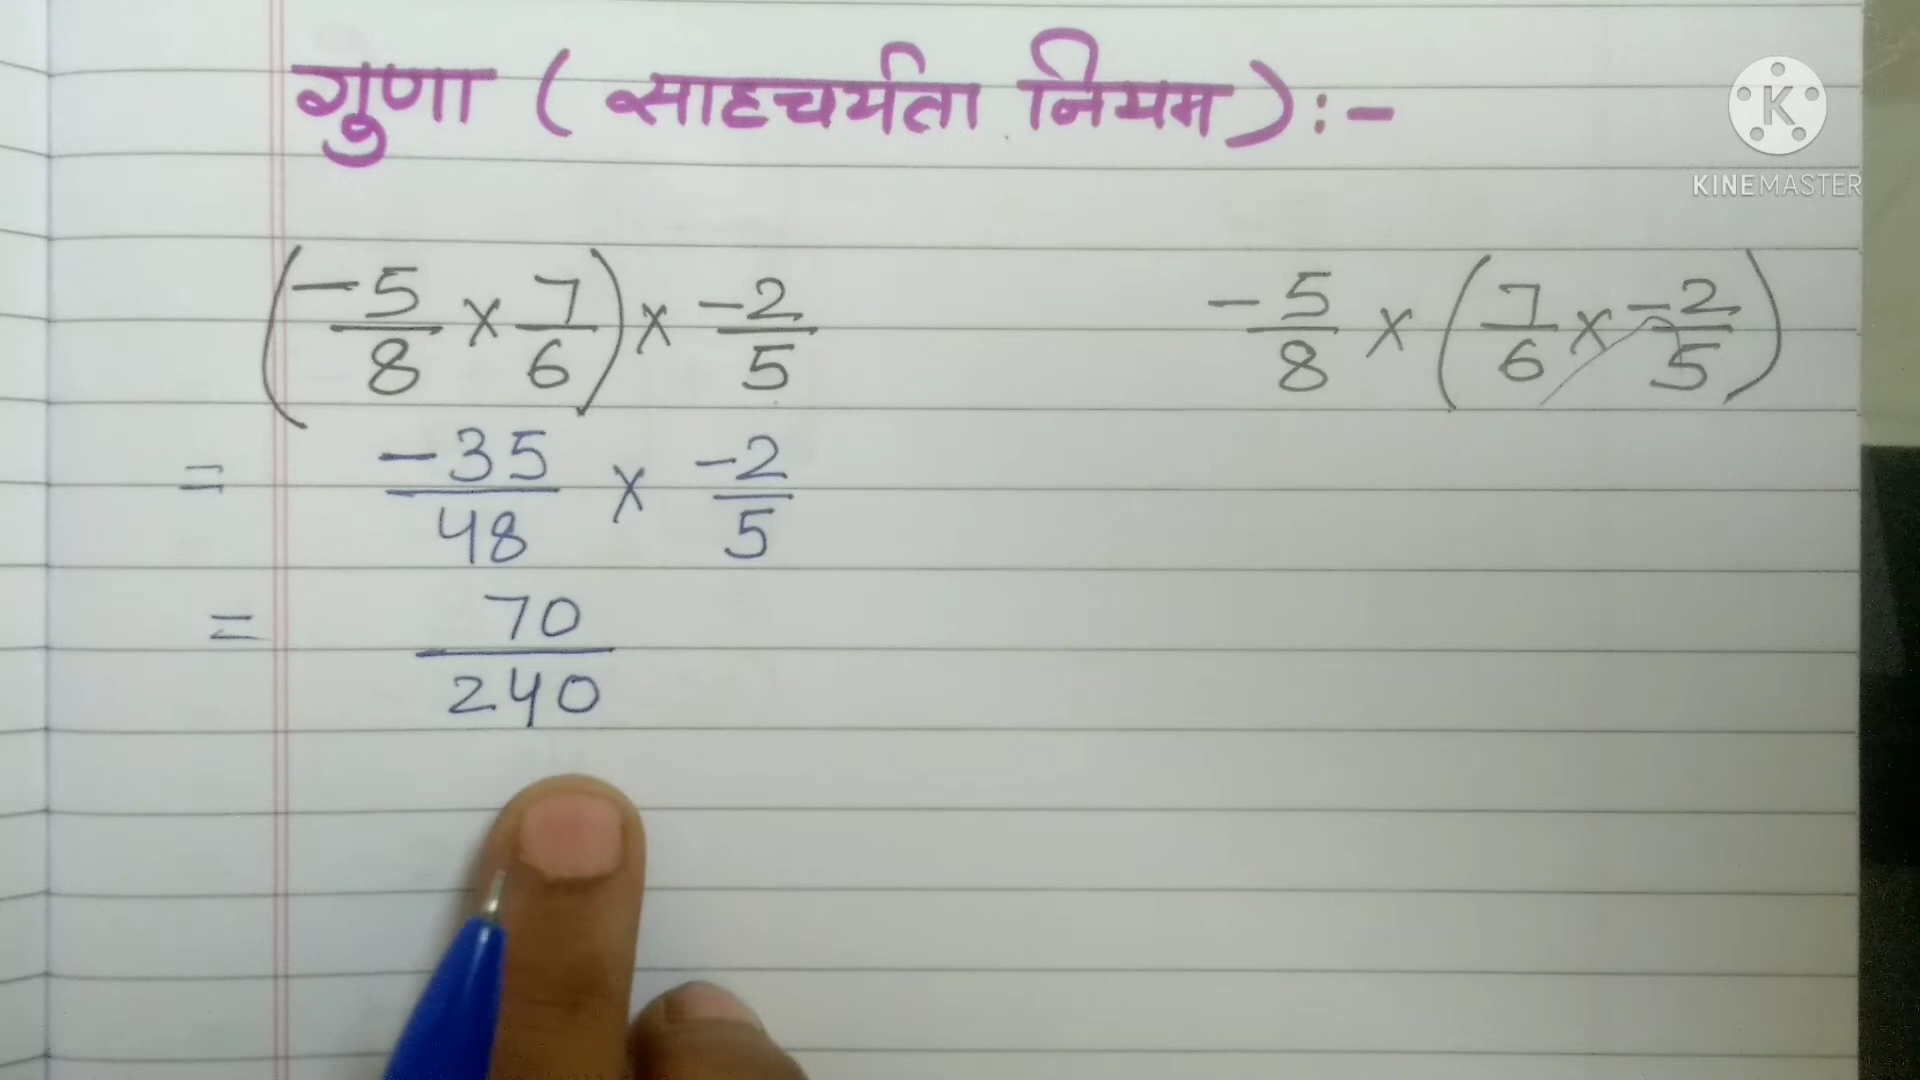 गुणा ( साहचर्यता नियम ) :-
K
KINEMASTER
(-5/8 × 7/6) × -2/5
-5/8 × (7/6 × -2/5)
= -35/48 × -2/5
= 70/240